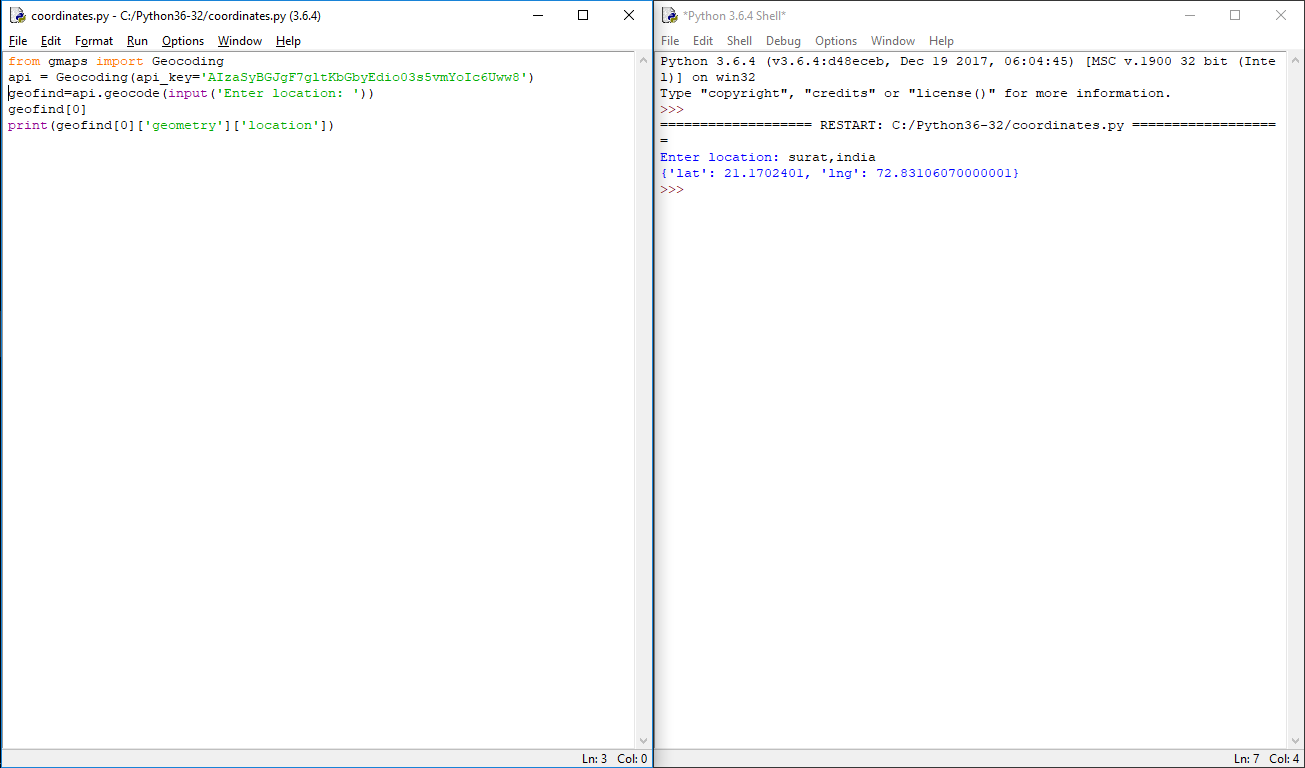 coordinates.py - C:/Python36-32/coordinates.py (3.6.4)
File Edit Format Run Options Window Help
from gmaps import Geocoding
api = Geocoding(api_key='AIzaSyBGJgF7gltKbGbyEdio03s5vmYoIc6Uww8')
geofind=api.geocode(input('Enter location: '))
geofind[0]
print(geofind[0]['geometry']['location'])
Ln: 3 Col: 0
*Python 3.6.4 Shell*
File Edit Shell Debug Options Window Help
Python 3.6.4 (v3.6.4:d48eceb, Dec 19 2017, 06:04:45) [MSC v.1900 32 bit (Inte
l)] on win32
Type "copyright", "credits" or "license()" for more information.
>>>
=================== RESTART: C:/Python36-32/coordinates.py ==================
=
Enter location: surat,india
{'lat': 21.1702401, 'lng': 72.83106070000001}
>>>
Ln: 7 Col: 4